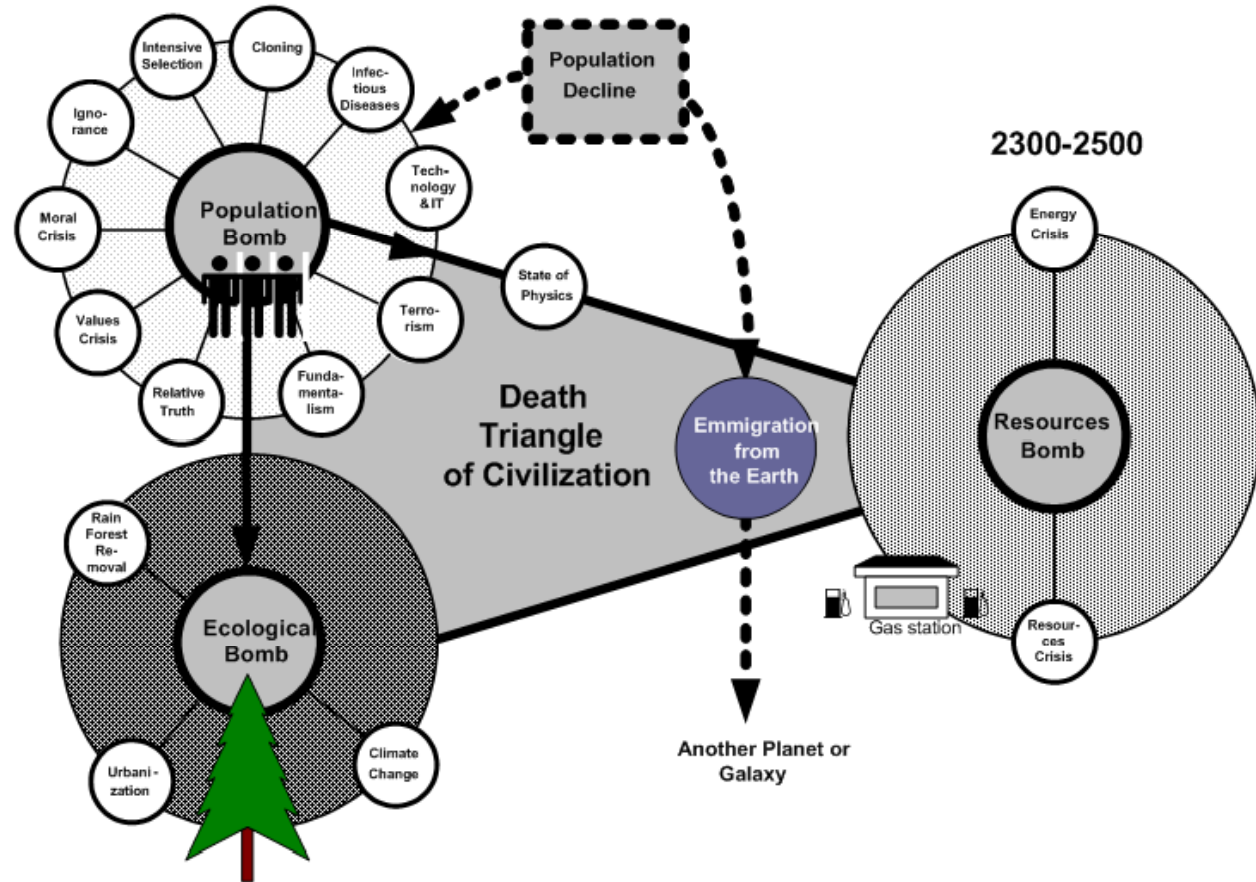 Cloning
Intensive
Selection
Infec-
tious
Diseases
Population
Decline
Igno-
rance
2300-2500
Tech-
nology
& IT
Population
Bomb
Moral
Crisis
Energy
Crisis
State of
Physics
Values
Crisis
Terro-
rism
Relative
Truth
Funda-
menta-
lism
Death
Triangle
of Civilization
Emmigration
from
the Earth
Resources
Bomb
Rain
Forest
Re-
moval
Ecological
Bomb
Gas station
Resour-
ces
Crisis
Urbani -
zation
Climate
Change
Another Planet or
Galaxy